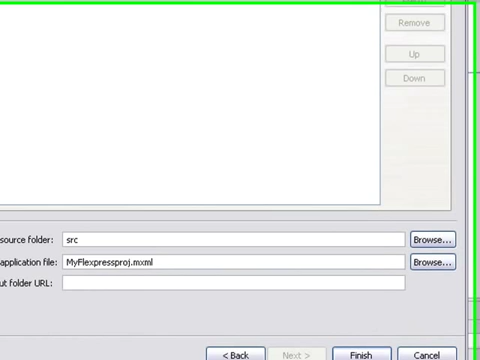 Remove
Up
Down
source folder: src Browse...
application file: MyFlexpressproj.mxml Browse...
ut folder URL:
< Back Next > Finish Cancel